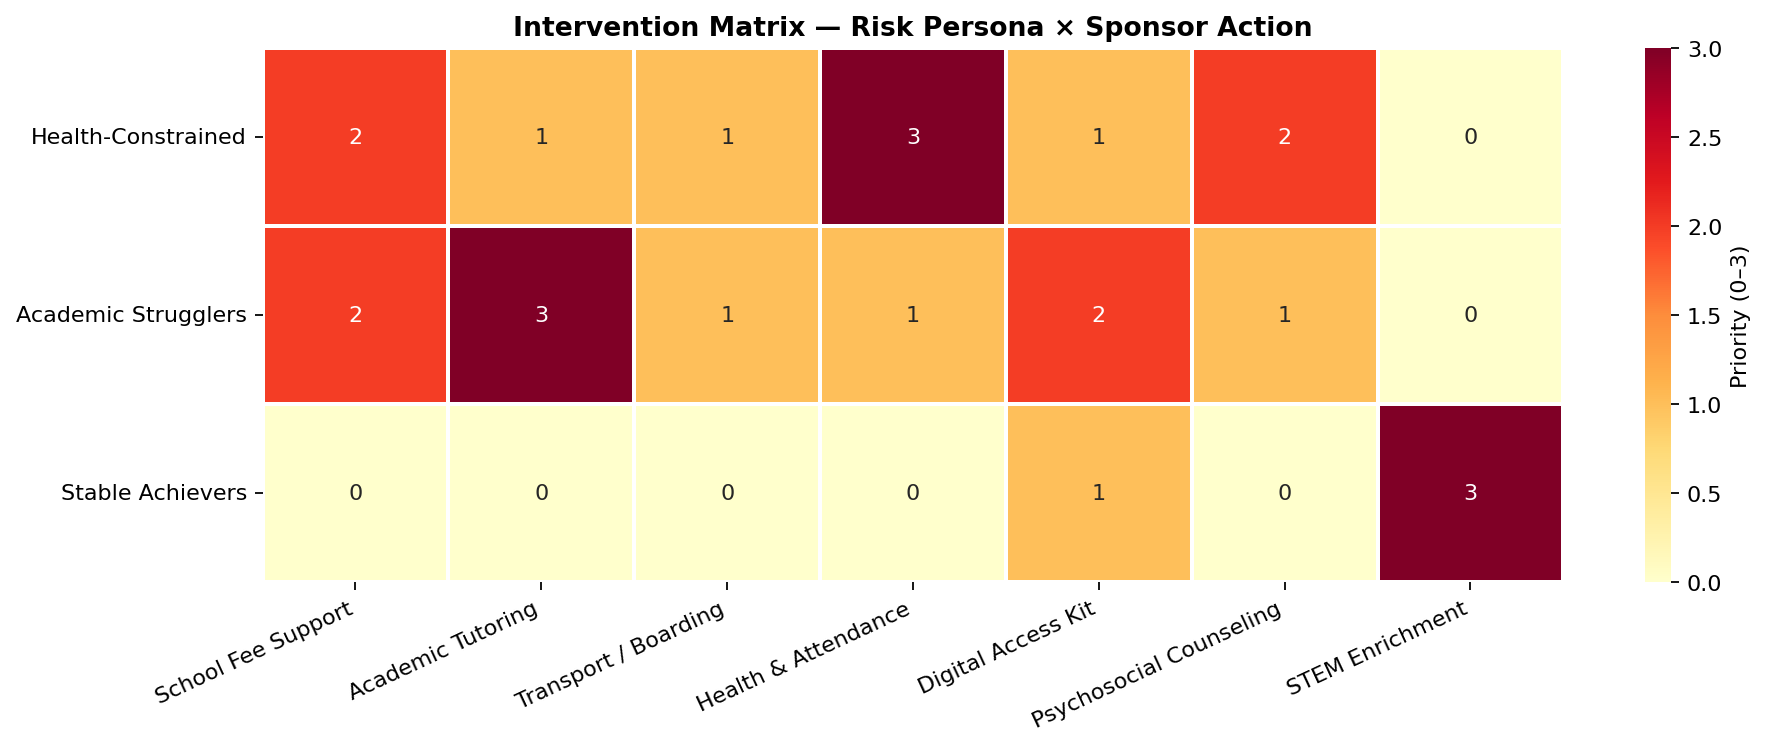 Intervention Matrix — Risk Persona × Sponsor Action
Health-Constrained 2 1 1 3 1 2 0
Academic Strugglers 2 3 1 1 2 1 0
Stable Achievers 0 0 0 0 1 0 3
School Fee Support
Academic Tutoring
Transport / Boarding
Health & Attendance
Digital Access Kit
Psychosocial Counseling
STEM Enrichment
3.0
2.5
2.0
1.5
1.0
0.5
0.0
Priority (0–3)